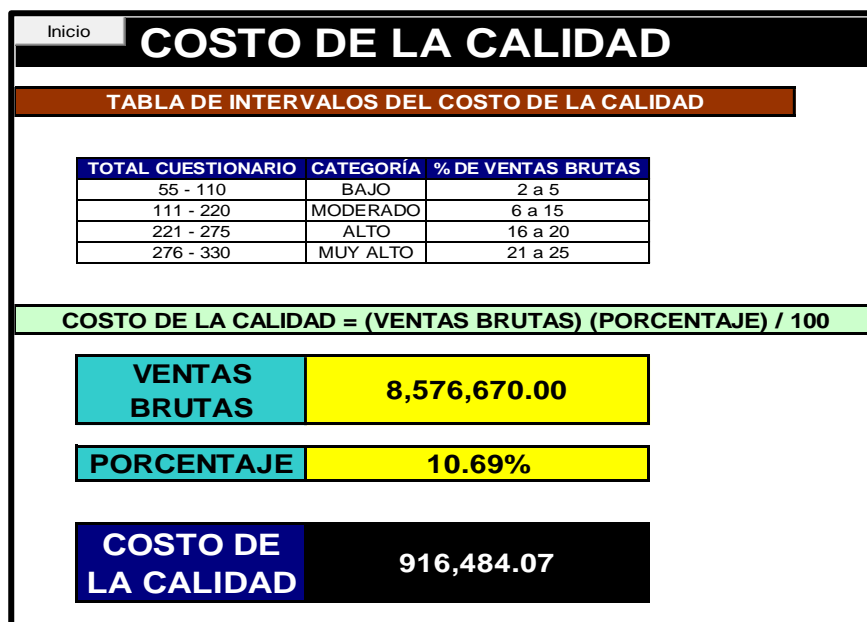 Inicio
COSTO DE LA CALIDAD
TABLA DE INTERVALOS DEL COSTO DE LA CALIDAD
TOTAL CUESTIONARIO CATEGORÍA % DE VENTAS BRUTAS
55 - 110 BAJO 2 a 5
111 - 220 MODERADO 6 a 15
221 - 275 ALTO 16 a 20
276 - 330 MUY ALTO 21 a 25
COSTO DE LA CALIDAD = (VENTAS BRUTAS) (PORCENTAJE) / 100
VENTAS
BRUTAS
8,576,670.00
PORCENTAJE 10.69%
COSTO DE
LA CALIDAD
916,484.07